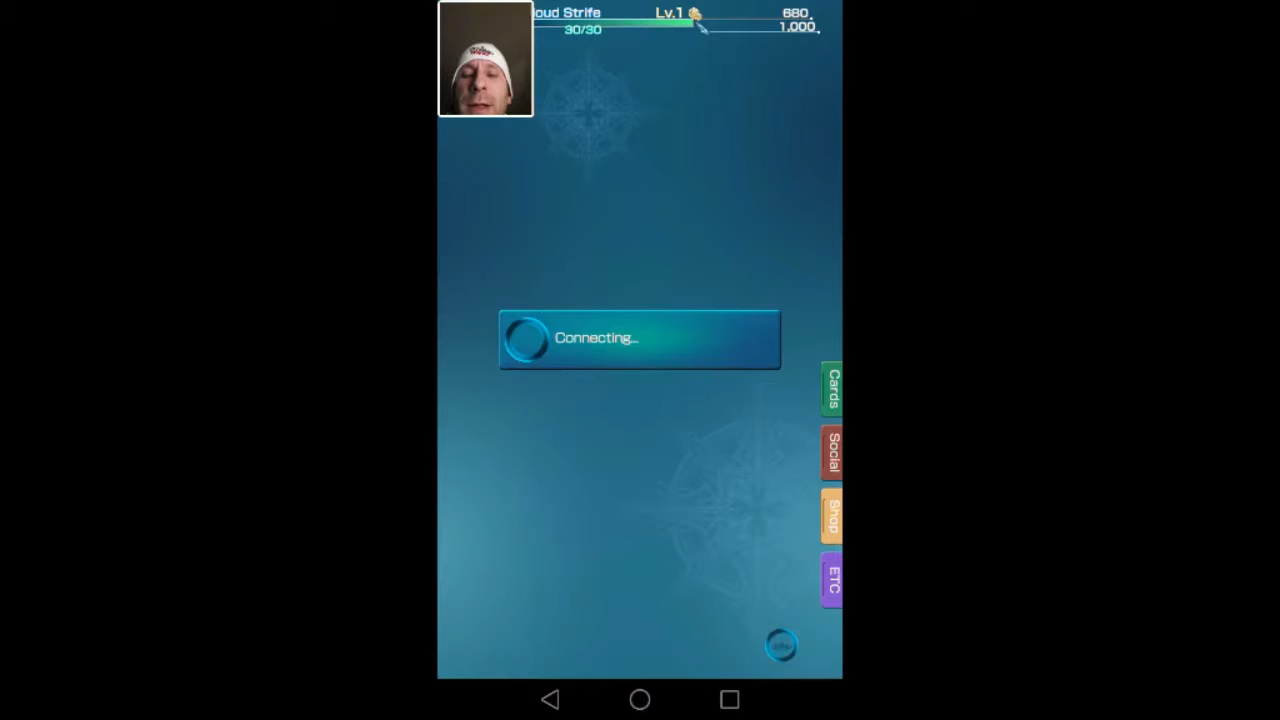 oud Strife
Lv.1
680
30/30
1,000
Connecting...
Cards
Social
Shop
ETC